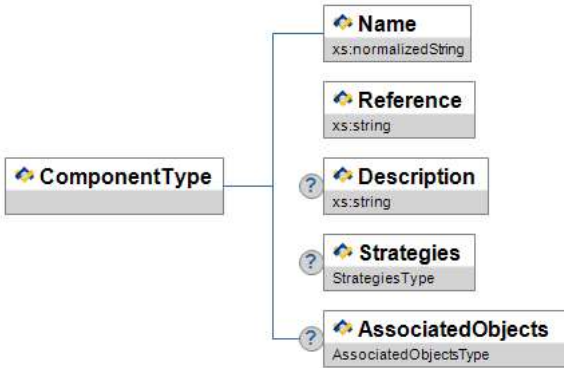 Name
xs:normalizedString
Reference
xs:string
ComponentType
? Description
xs:string
? Strategies
StrategiesType
? AssociatedObjects
AssociatedObjectsType